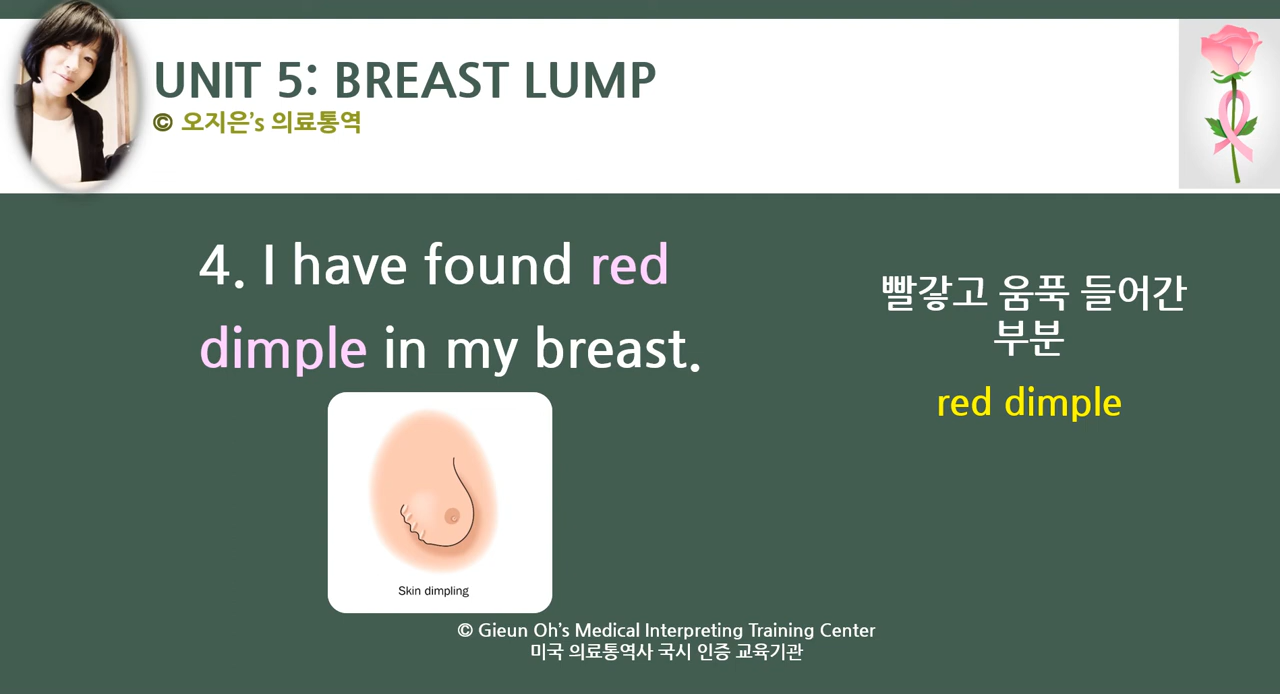 UNIT 5: BREAST LUMP
© 오지은's 의료통역
4. I have found red
dimple in my breast.
빨갛고 움푹 들어간
부분
red dimple
Skin dimpling
© Gieun Oh's Medical Interpreting Training Center
미국 의료통역사 국시 인증 교육기관